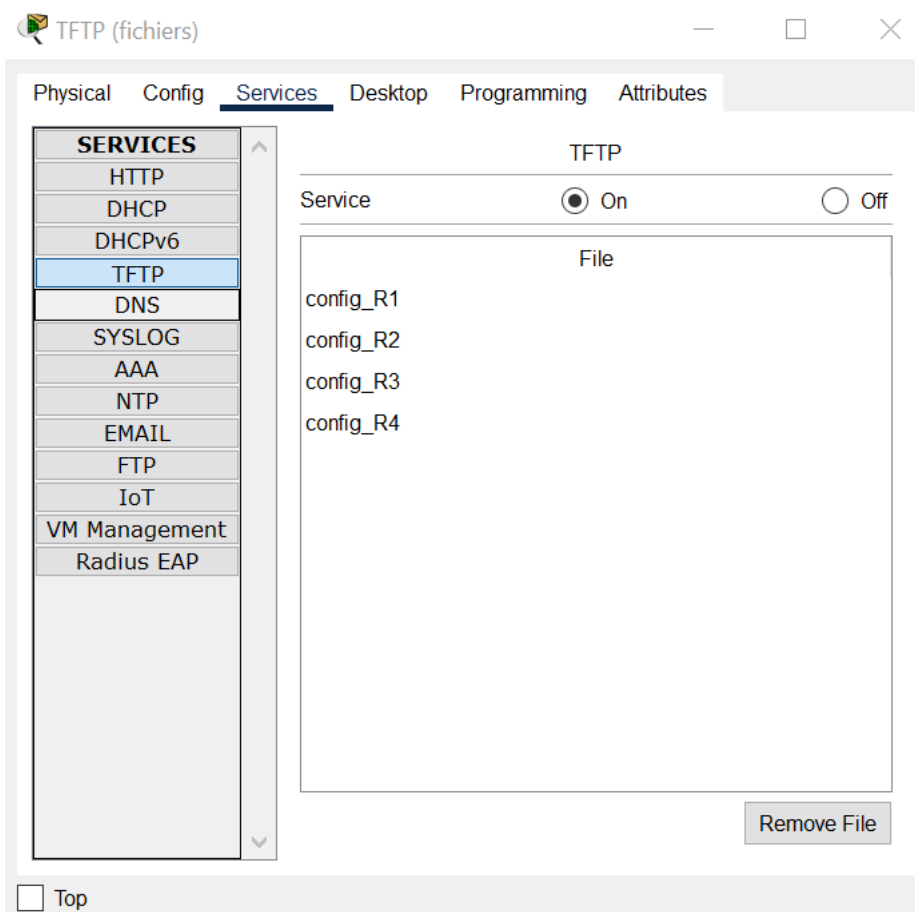 TFTP (fichiers)
Physical Config Services Desktop Programming Attributes
SERVICES
HTTP
DHCP
DHCPv6
TFTP
DNS
SYSLOG
AAA
NTP
EMAIL
FTP
IoT
VM Management
Radius EAP
TFTP
Service On Off
File
config_R1
config_R2
config_R3
config_R4
Remove File
Top